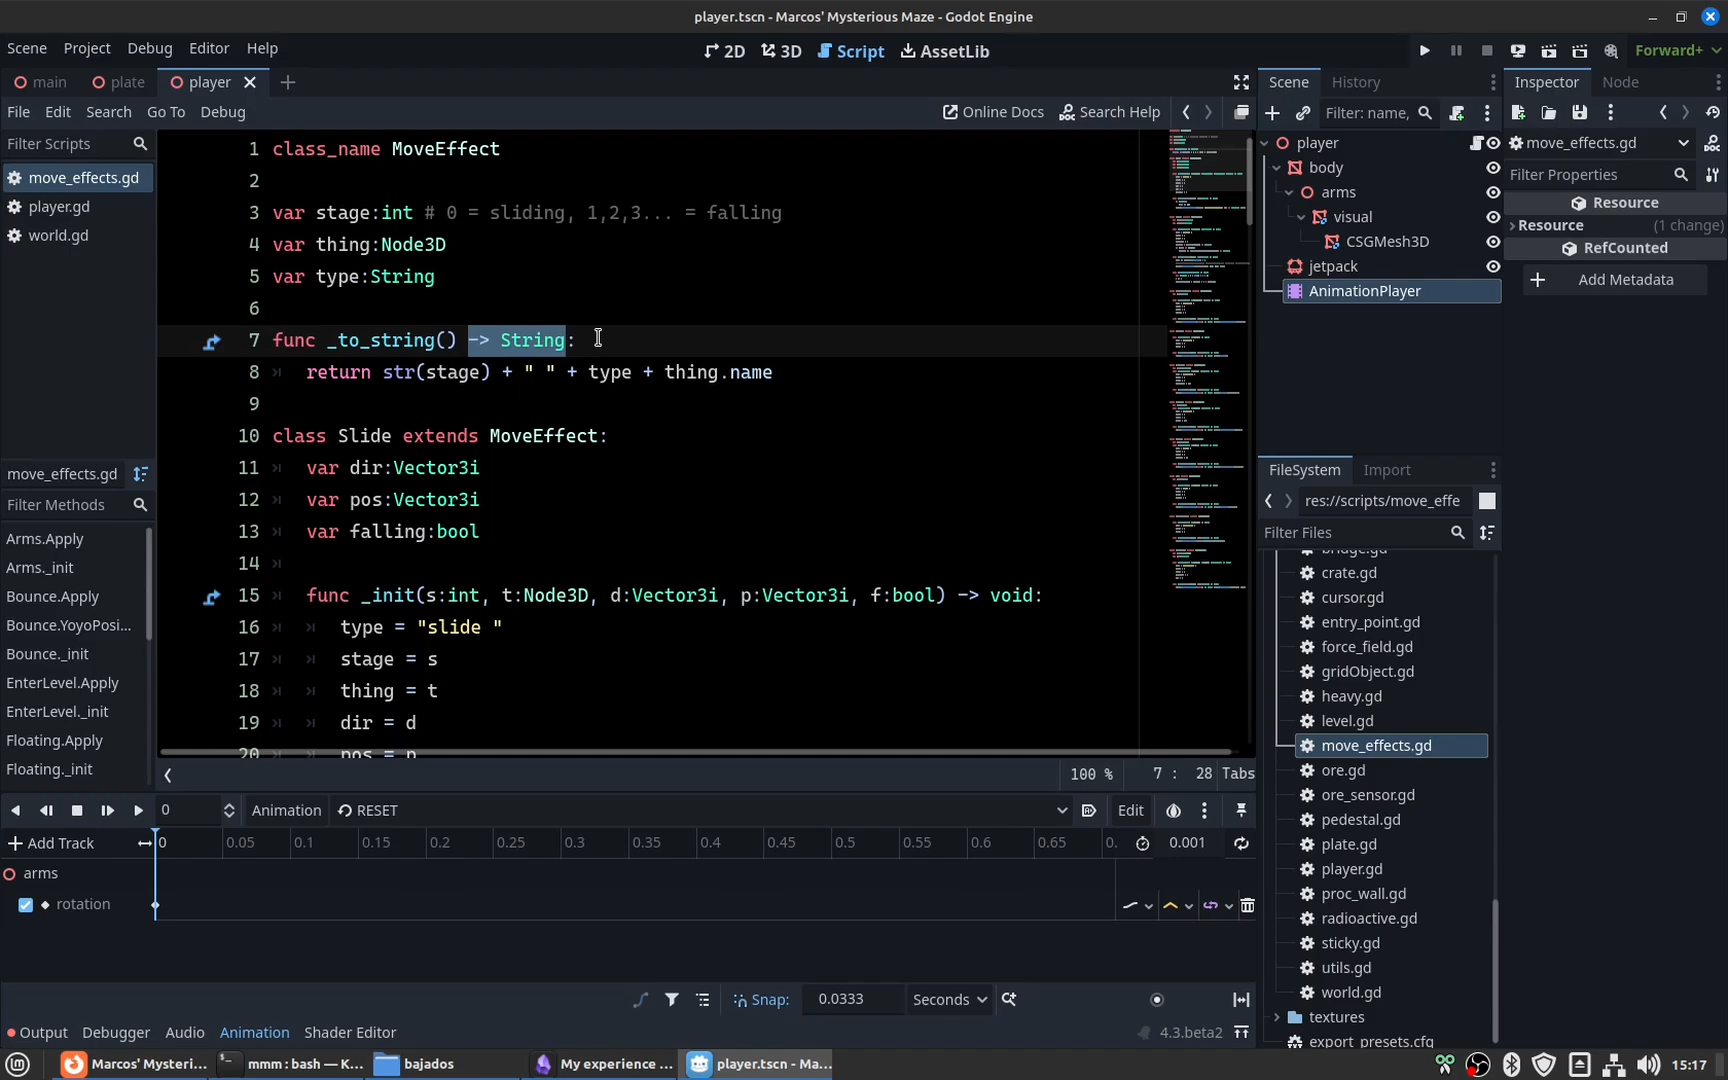 player.tscn - Marcos' Mysterious Maze - Godot Engine
Scene Project Debug Editor Help
2D 3D Script AssetLib
Forward+
main plate player
File Edit Search Go To Debug
Online Docs Search Help
Filter Scripts
move_effects.gd
player.gd
world.gd
move_effects.gd
Filter Methods
Arms.Apply
Arms._init
Bounce.Apply
Bounce.YoyoPosi...
Bounce._init
EnterLevel.Apply
EnterLevel._init
Floating.Apply
Floating._init
1 class_name MoveEffect
2
3 var stage:int # 0 = sliding, 1,2,3... = falling
4 var thing:Node3D
5 var type:String
6
7 func _to_string() -> String:
8 return str(stage) + " " + type + thing.name
9
10 class Slide extends MoveEffect:
11 var dir:Vector3i
12 var pos:Vector3i
13 var falling:bool
14
15 func _init(s:int, t:Node3D, d:Vector3i, p:Vector3i, f:bool) -> void:
16 type = "slide "
17 stage = s
18 thing = t
19 dir = d
20 pos = p
100 % 7 : 28 Tabs
0 Animation RESET Edit
Add Track 0 0.05 0.1 0.15 0.2 0.25 0.3 0.35 0.4 0.45 0.5 0.55 0.6 0.65 0. 0.001
arms
rotation
Snap: 0.0333 Seconds
Output Debugger Audio Animation Shader Editor 4.3.beta2
Scene History
Filter: name,
player
body
arms
visual
CSGMesh3D
jetpack
AnimationPlayer
FileSystem Import
res://scripts/move_effe
Filter Files
bridge.gd
crate.gd
cursor.gd
entry_point.gd
force_field.gd
gridObject.gd
heavy.gd
level.gd
move_effects.gd
ore.gd
ore_sensor.gd
pedestal.gd
plate.gd
player.gd
proc_wall.gd
radioactive.gd
sticky.gd
utils.gd
world.gd
textures
export_presets.cfg
Inspector Node
move_effects.gd
Filter Properties
Resource
Resource (1 change)
RefCounted
Add Metadata
Marcos' Mysteri... mmm : bash — K... bajados My experience ... player.tscn - Ma... 15:17